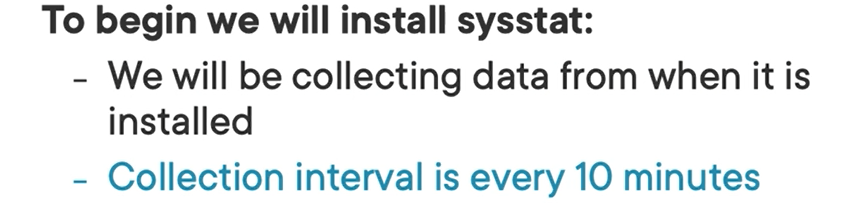 To begin we will install sysstat:
- We will be collecting data from when it is
installed
- Collection interval is every 10 minutes